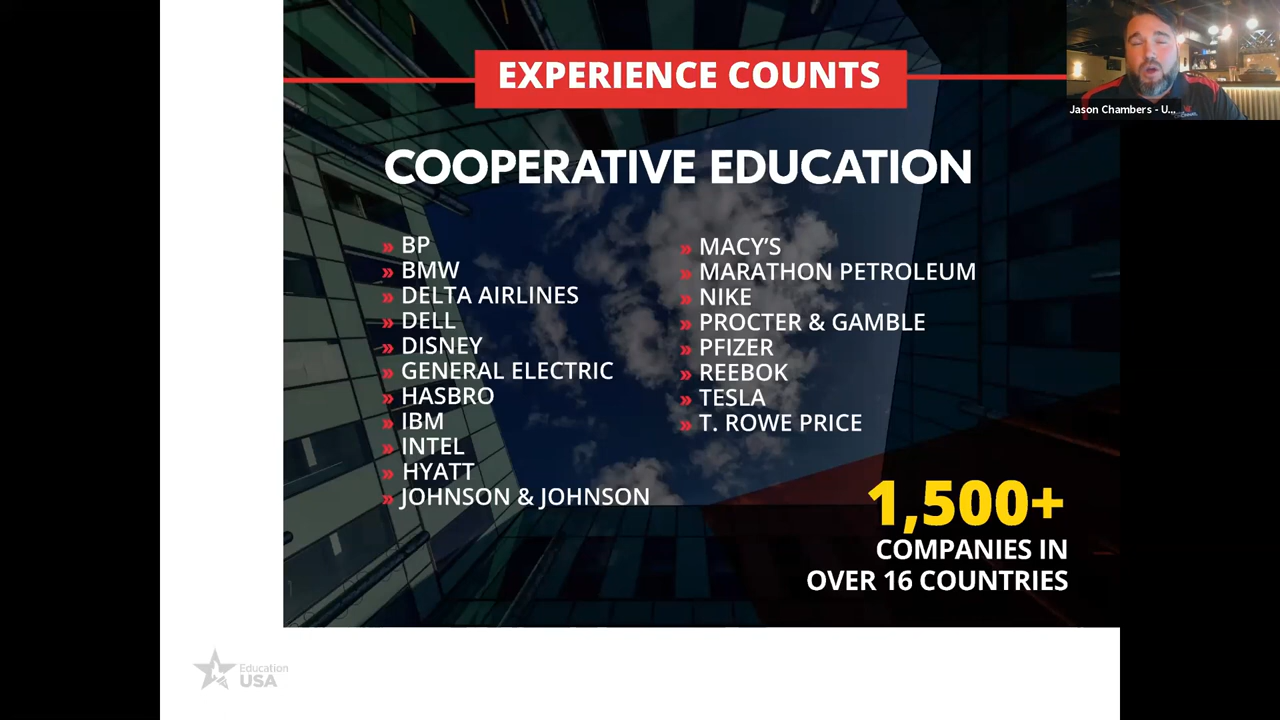 EXPERIENCE COUNTS
Jason Chambers - U...
COOPERATIVE EDUCATION
» BP
» BMW
» DELTA AIRLINES
» DELL
» DISNEY
» GENERAL ELECTRIC
» HASBRO
» IBM
» INTEL
» HYATT
» JOHNSON & JOHNSON
» MACY'S
» MARATHON PETROLEUM
» NIKE
» PROCTER & GAMBLE
» PFIZER
» REEBOK
» TESLA
» T. ROWE PRICE
1,500+
COMPANIES IN
OVER 16 COUNTRIES
Education
USA